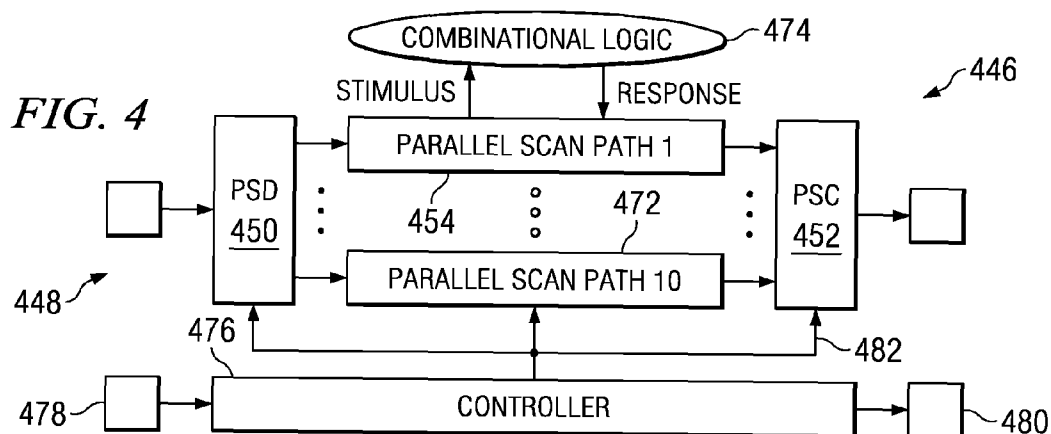 COMBINATIONAL LOGIC
474
446
FIG. 4
STIMULUS
RESPONSE
PARALLEL SCAN PATH 1
PSD
450
454
472
PSC
452
PARALLEL SCAN PATH 10
448
476
482
CONTROLLER
478
480